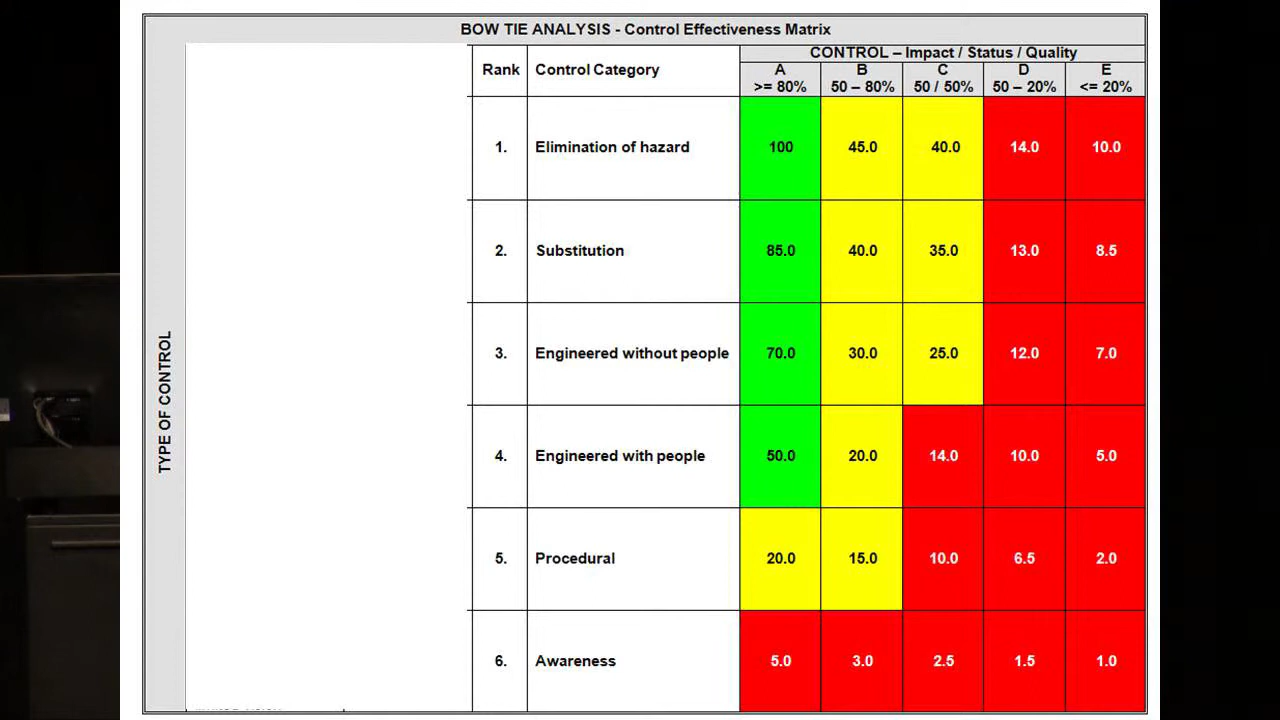 BOW TIE ANALYSIS - Control Effectiveness Matrix
CONTROL – Impact / Status / Quality
Rank Control Category A B C D E
>= 80% 50 – 80% 50 / 50% 50 – 20% <= 20%
TYPE OF CONTROL
1. Elimination of hazard 100 45.0 40.0 14.0 10.0
2. Substitution 85.0 40.0 35.0 13.0 8.5
3. Engineered without people 70.0 30.0 25.0 12.0 7.0
4. Engineered with people 50.0 20.0 14.0 10.0 5.0
5. Procedural 20.0 15.0 10.0 6.5 2.0
6. Awareness 5.0 3.0 2.5 1.5 1.0